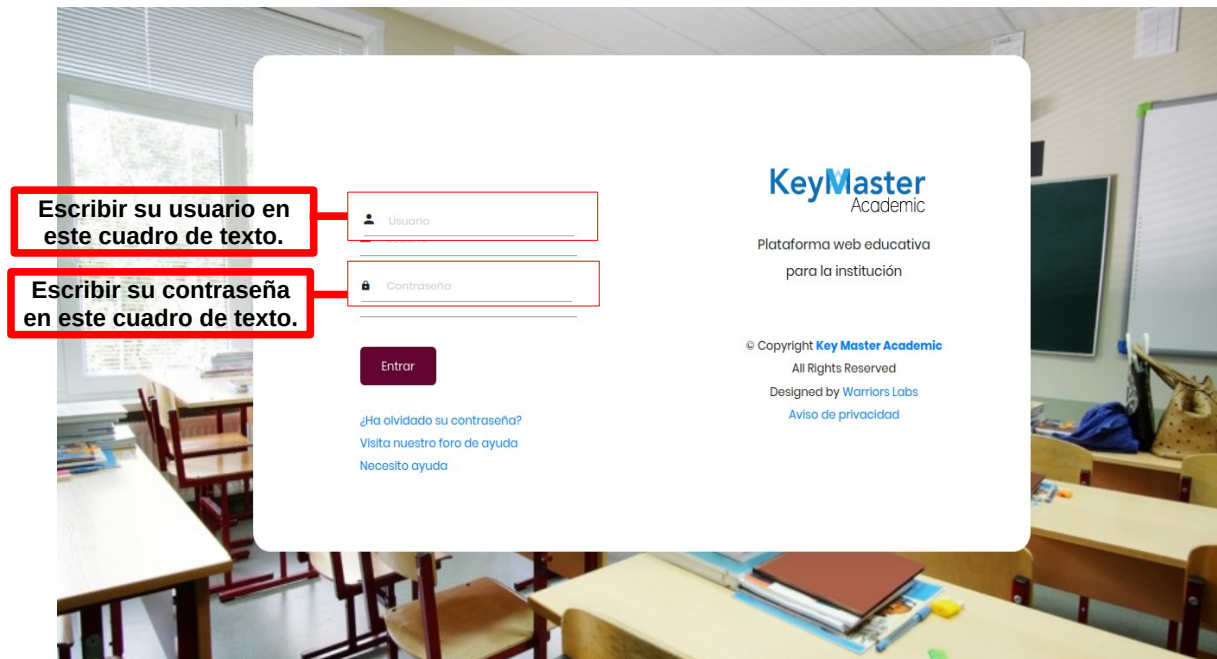 Escribir su usuario en
este cuadro de texto.
Usuario
Escribir su contraseña
en este cuadro de texto.
Contraseña
Entrar
¿Ha olvidado su contraseña?
Visita nuestro foro de ayuda
Necesito ayuda
KeyMaster
Academic
Plataforma web educativa
para la institución
© Copyright Key Master Academic
All Rights Reserved
Designed by Warriors Labs
Aviso de privacidad